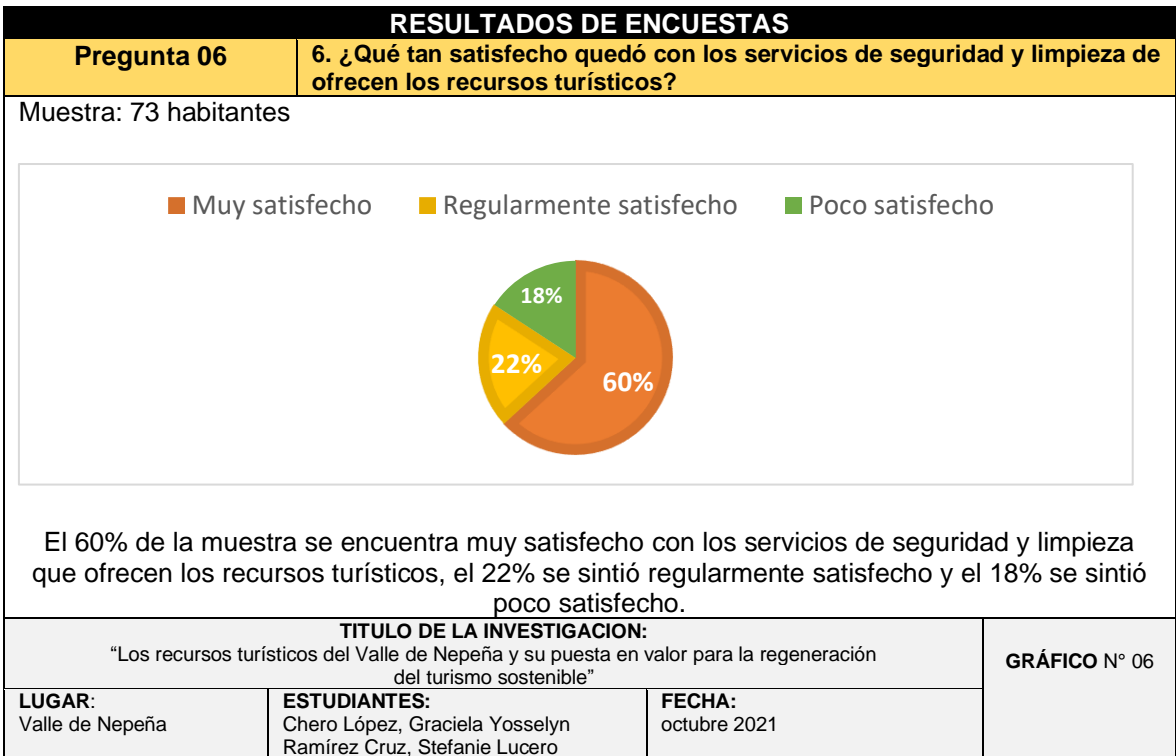 RESULTADOS DE ENCUESTAS
Pregunta 06
6. ¿Qué tan satisfecho quedó con los servicios de seguridad y limpieza de
ofrecen los recursos turísticos?
Muestra: 73 habitantes
Muy satisfecho Regularmente satisfecho Poco satisfecho
18%
22%
60%
El 60% de la muestra se encuentra muy satisfecho con los servicios de seguridad y limpieza
que ofrecen los recursos turísticos, el 22% se sintió regularmente satisfecho y el 18% se sintió
poco satisfecho.
TITULO DE LA INVESTIGACION:
“Los recursos turísticos del Valle de Nepeña y su puesta en valor para la regeneración
del turismo sostenible”
GRÁFICO N° 06
LUGAR:
Valle de Nepeña
ESTUDIANTES:
Chero López, Graciela Yosselyn
Ramírez Cruz, Stefanie Lucero
FECHA:
octubre 2021